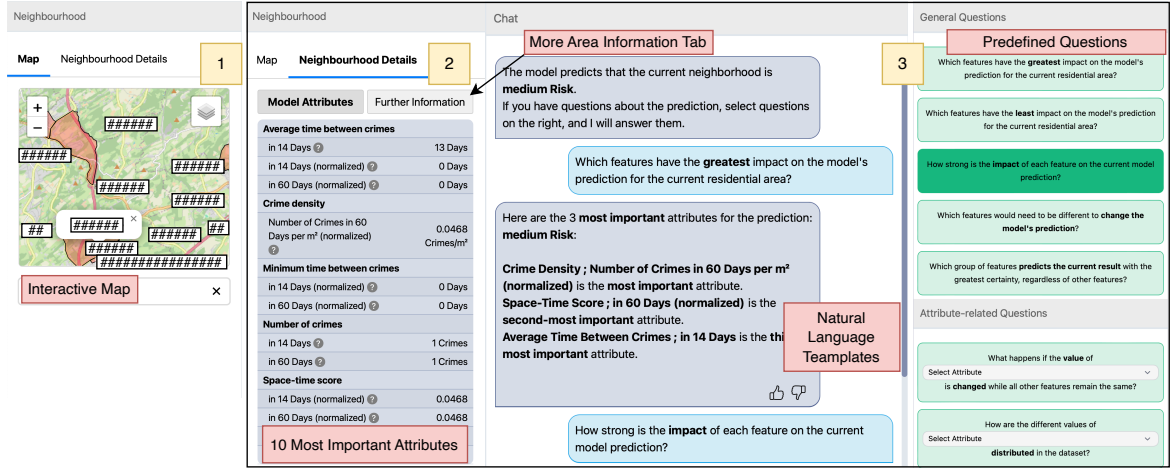 Neighbourhood
Map
Neighbourhood Details
1
+
−
######
######
######
######
######
######
×
##
######
##
######
################
Interactive Map
×
Neighbourhood
Map
Neighbourhood Details
2
Model Attributes
Further Information
Average time between crimes
in 14 Days ? 13 Days
in 14 Days (normalized) ? 0 Days
in 60 Days (normalized) ? 0 Days
Crime density
Number of Crimes in 60
Days per m² (normalized)
?
0.0468
Crimes/m²
Minimum time between crimes
in 14 Days (normalized) ? 0 Days
in 60 Days (normalized) ? 0 Days
Number of crimes
in 14 Days ? 1 Crimes
in 60 Days ? 1 Crimes
Space-time score
in 14 Days (normalized) ? 0.0468
in 60 Days (normalized) ? 0.0468
10 Most Important Attributes
Chat
More Area Information Tab
The model predicts that the current neighborhood is
medium Risk.
If you have questions about the prediction, select questions
on the right, and I will answer them.
Which features have the greatest impact on the model's
prediction for the current residential area?
Here are the 3 most important attributes for the prediction:
medium Risk:
Crime Density ; Number of Crimes in 60 Days per m²
(normalized) is the most important attribute.
Space-Time Score ; in 60 Days (normalized) is the
second-most important attribute.
Average Time Between Crimes ; in 14 Days is the thi
most important attribute.
Natural
Language
Teamplates
How strong is the impact of each feature on the current
model prediction?
3
General Questions
Predefined Questions
Which features have the greatest impact on the model's
prediction for the current residential area?
Which features have the least impact on the model's prediction
for the current residential area?
How strong is the impact of each feature on the current model
prediction?
Which features would need to be different to change the
model's prediction?
Which group of features predicts the current result with the
greatest certainty, regardless of other features?
Attribute-related Questions
What happens if the value of
Select Attribute
is changed while all other features remain the same?
How are the different values of
Select Attribute
distributed in the dataset?